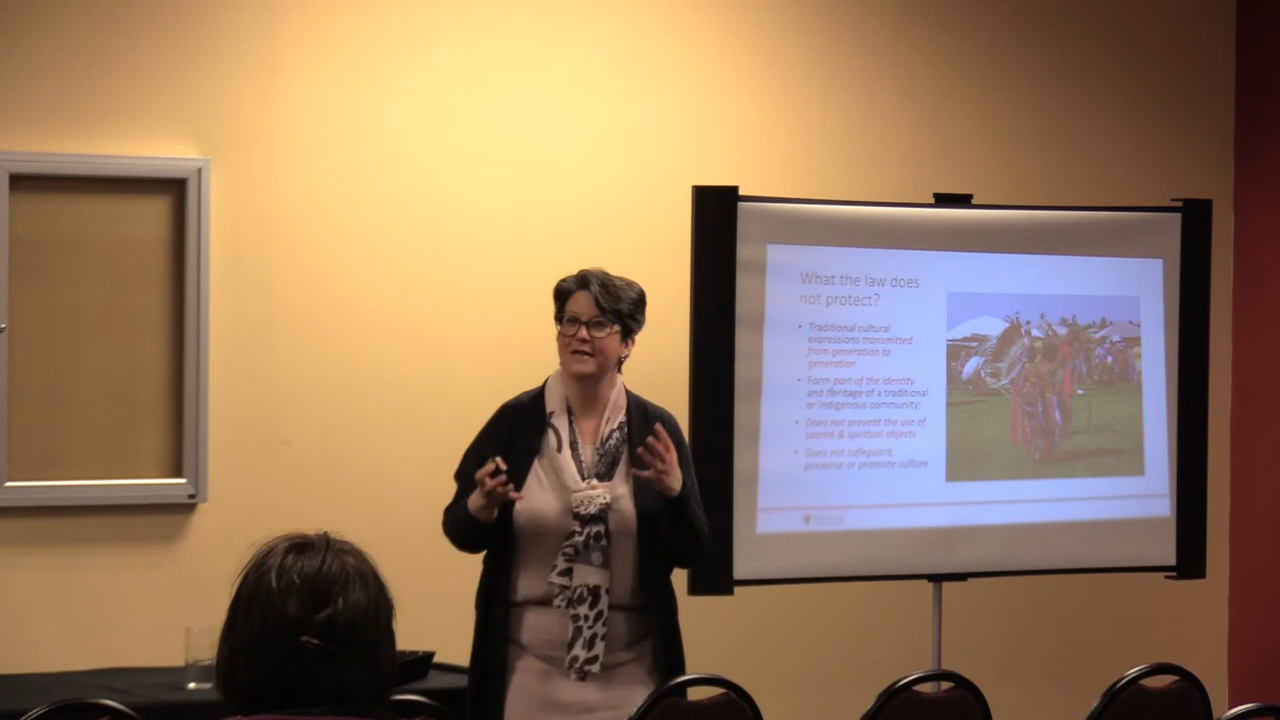 What the law does
not protect?
• Traditional cultural
expressions transmitted
from generation to
generation
• Form part of the identity
and Heritage of a traditional
or indigenous community;
• Does not prevent the use of
sacred & spiritual objects
• Does not safeguard,
preserve or promote culture